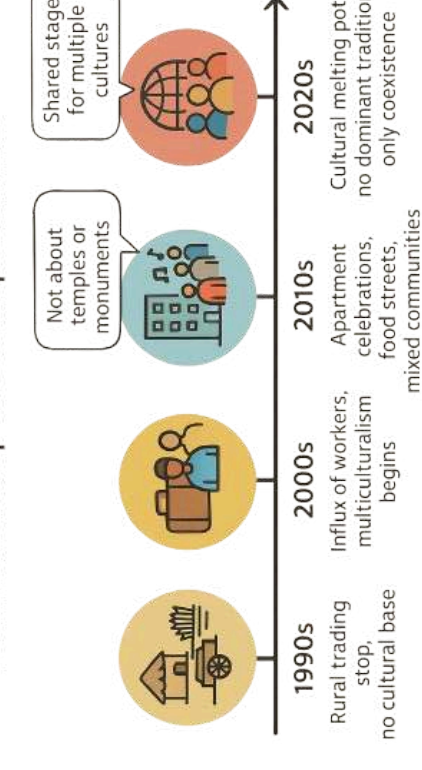 Not about
temples or
monuments
Shared stage
for multiple
cultures
1990s
Rural trading
stop,
no cultural base
2000s
Influx of workers,
multiculturalism
begins
2010s
Apartment
celebrations,
food streets,
mixed communities
2020s
Cultural melting pot
no dominant
only coexistence